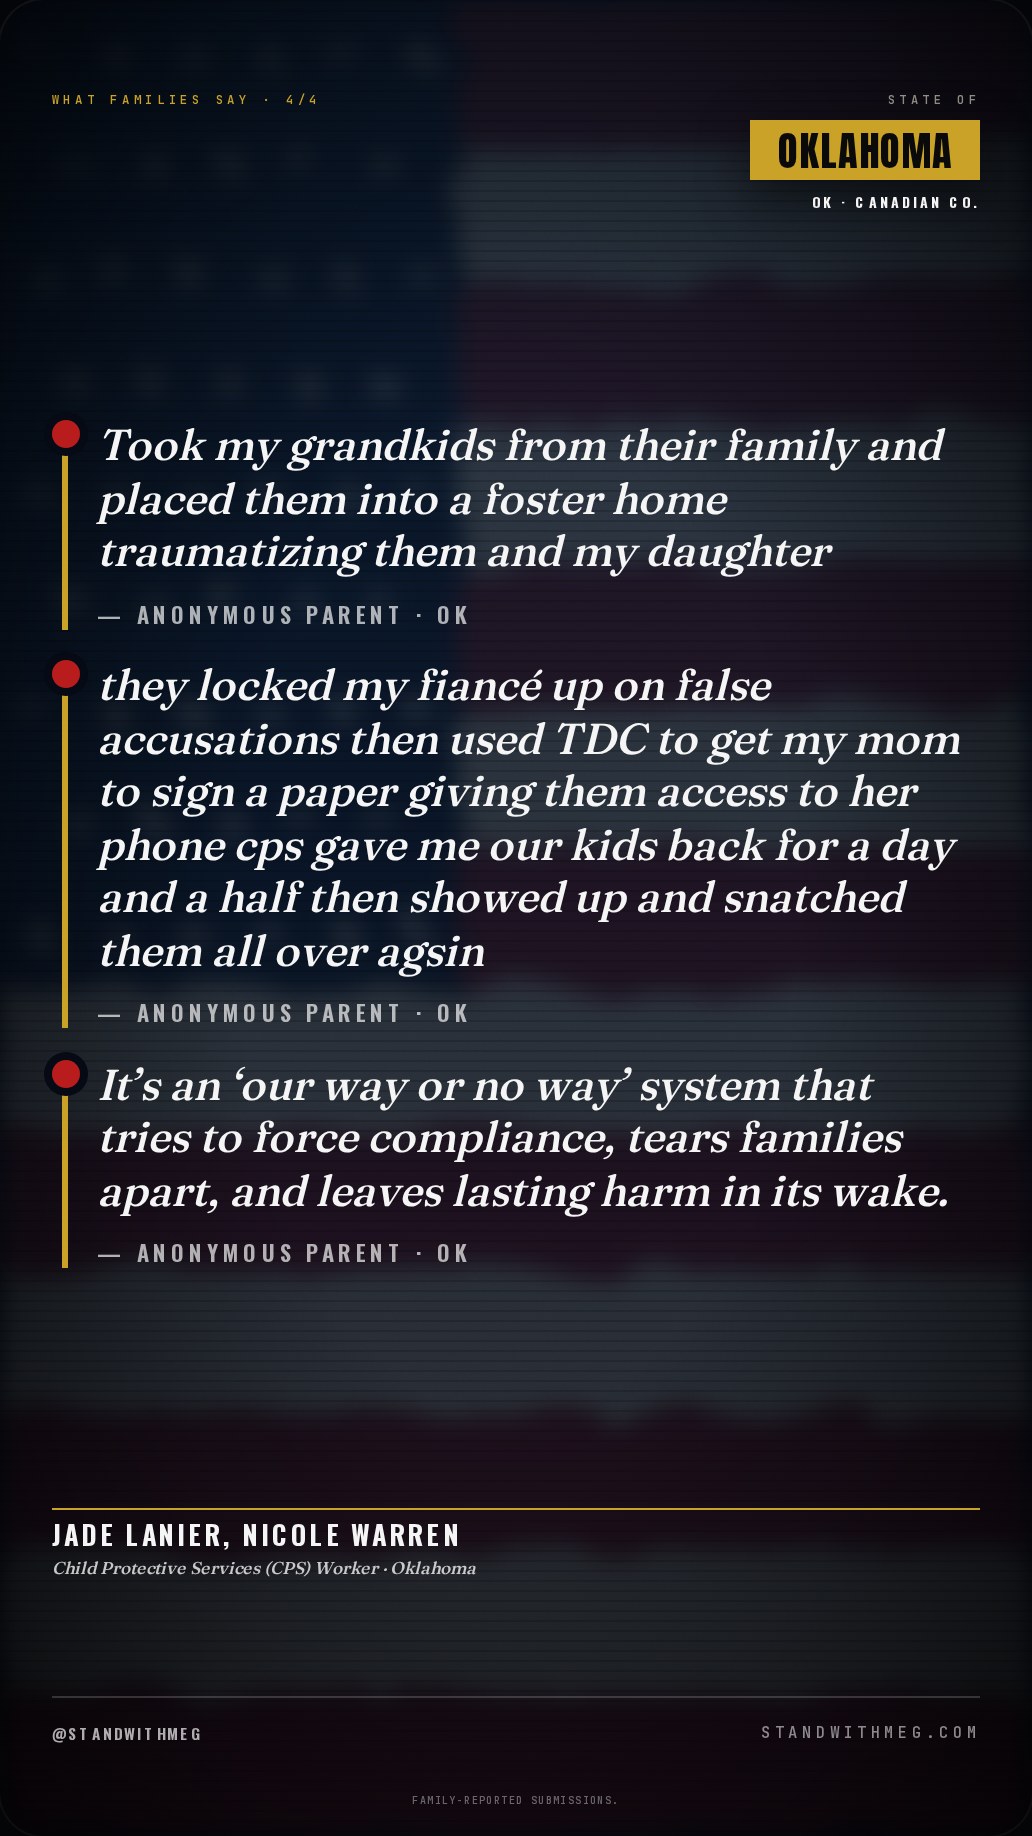 WHAT FAMILIES SAY · 4/4
STATE OF
OKLAHOMA
OK · CANADIAN CO.
Took my grandkids from their family and
placed them into a foster home
traumatizing them and my daughter
— ANONYMOUS PARENT · OK
they locked my fiancé up on false
accusations then used TDC to get my mom
to sign a paper giving them access to her
phone cps gave me our kids back for a day
and a half then showed up and snatched
them all over agsin
— ANONYMOUS PARENT · OK
It’s an ‘our way or no way’ system that
tries to force compliance, tears families
apart, and leaves lasting harm in its wake.
— ANONYMOUS PARENT · OK
JADE LANIER, NICOLE WARREN
Child Protective Services (CPS) Worker · Oklahoma
@STANDWITHMEG
STANDWITHMEG.COM
FAMILY-REPORTED SUBMISSIONS.